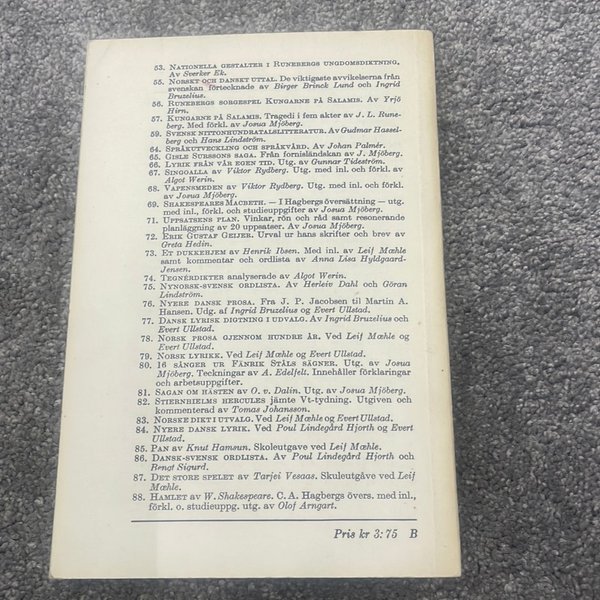 53. Nationella gestalter i Runebergs ungdomsdiktning.
Av Sverker Ek.
55. Norskt och danskt uttal. De viktigaste avvikelserna från
svenskan förtecknade av Birger Brinck Lund och Ingrid
Bruzelius.
56. Runebergs sorgespel Kungarne på Salamis. Av Yrjö
Hirn.
57. Kungarne på Salamis. Tragedi i fem akter av J. L. Rune-
berg. Med förkl. av Josua Mjöberg.
59. Svensk nittonhundratalslitteratur. Av Gudmar Hassel-
berg och Hans Lindström.
64. Språkutveckling och språkvård. Av Johan Palmér.
65. Gisle Surssons saga. Från fornisländskan av J. Mjöberg.
66. Lyrik från vår egen tid. Utg. av Gunnar Tideström.
67. Singoalla av Viktor Rydberg. Utg. med inl. och förkl. av
Algot Werin.
68. Vapensmeden av Viktor Rydberg. Utg. med inl. och förkl.
av Josua Mjöberg.
69. Shakespeares Macbeth. — I Hagbergs översättning — utg.
med inl., förkl. och studieuppgifter av Josua Mjöberg.
71. Uppsatsens plan. Vinkar, rön och råd samt resonerande
planläggning av 20 uppsatser. Av Josua Mjöberg.
72. Erik Gustaf Geijer. Urval ur hans skrifter och brev av
Greta Hedin.
73. Et dukkehjem av Henrik Ibsen. Med inl. av Leif Mæhle
samt kommentar och ordlista av Anna Lisa Hyldgaard-
Jensen.
74. Tegnérdikter analyserade av Algot Werin.
75. Nynorsk-svensk ordlista. Av Herleiv Dahl och Göran
Lindström.
76. Nyere dansk prosa. Fra J. P. Jacobsen til Martin A.
Hansen. Udg. af Ingrid Bruzelius og Evert Ullstad.
77. Dansk lyrisk digtning i udvalg. Av Ingrid Bruzelius och
Evert Ullstad.
78. Norsk prosa gjennom hundre år. Ved Leif Mæhle og
Evert Ullstad.
79. Norsk lyrikk. Ved Leif Mæhle og Evert Ullstad.
80. 16 sånger ur Fänrik Ståls sägner. Utg. av Josua
Mjöberg. Teckningar av A. Edelfelt. Innehåller förklaringar
och arbetsuppgifter.
81. Sagan om hästen av O. v. Dalin. Utg. av Josua Mjöberg.
82. Stiernhielms Hercules jämte Vt-tydning. Utgiven och
kommenterad av Tomas Johansson.
83. Norske dikt i utvalg. Ved Leif Mæhle og Evert Ullstad.
84. Nyere dansk lyrik. Ved Poul Lindegård Hjorth og Evert
Ullstad.
85. Pan av Knut Hamsun. Skoleutgave ved Leif Mæhle.
86. Dansk-svensk ordlista. Av Poul Lindegård Hjorth och
Bengt Sigurd.
87. Det store spelet av Tarjei Vesaas. Skuleutgåve ved Leif
Mæhle.
88. Hamlet av W. Shakespeare. C. A. Hagbergs övers. med inl.,
förkl. o. studieuppg. utg. av Olof Arngart.
Pris kr 3: 75 B